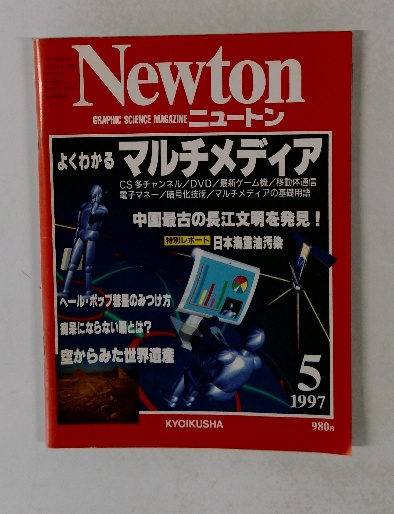 Newton
GRAPHIC SCIENCE MAGAZINE ニュートン
よくわかる マルチメディア
CS多チャンネル/DVD/最新ゲーム機/移動体通信
電子マネー/暗号化技術/マルチメディアの基礎用語
中国最古の長江文明を発見!
特別レポート 日本海重油汚染
ヘール・ボップ彗星のみつけ方
痴呆にならない脳とは?
空からみた世界遺産
5
1997
KYOIKUSHA
980円